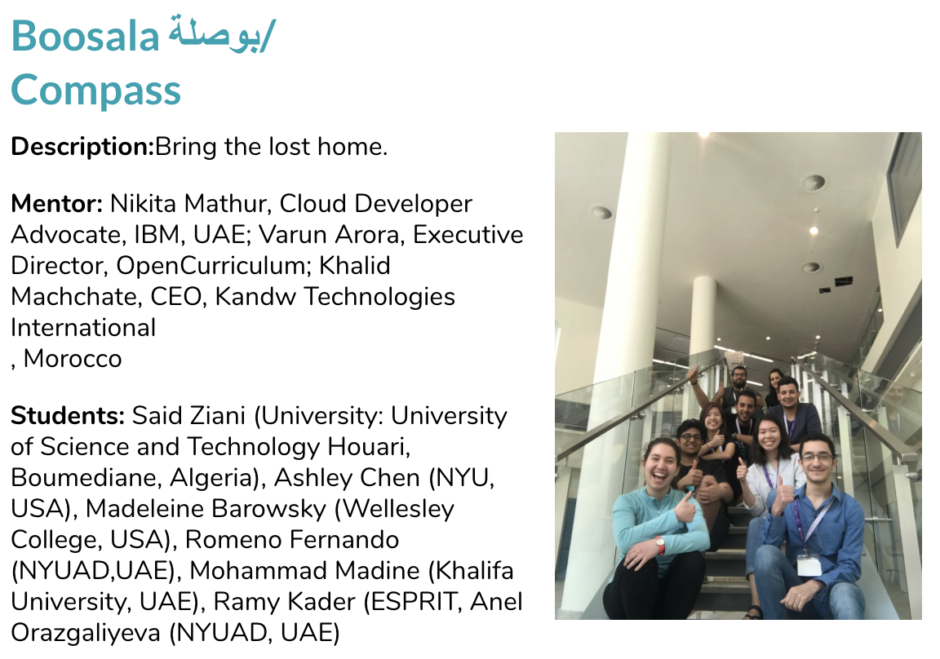 Boosala بوصلة/
Compass
Description:Bring the lost home.
Mentor: Nikita Mathur, Cloud Developer
Advocate, IBM, UAE; Varun Arora, Executive
Director, OpenCurriculum; Khalid
Machchate, CEO, Kandw Technologies
International
, Morocco
Students: Said Ziani (University: University
of Science and Technology Houari,
Boumediane, Algeria), Ashley Chen (NYU,
USA), Madeleine Barowsky (Wellesley
College, USA), Romeno Fernando
(NYUAD,UAE), Mohammad Madine (Khalifa
University, UAE), Ramy Kader (ESPRIT, Anel
Orazgaliyeva (NYUAD, UAE)